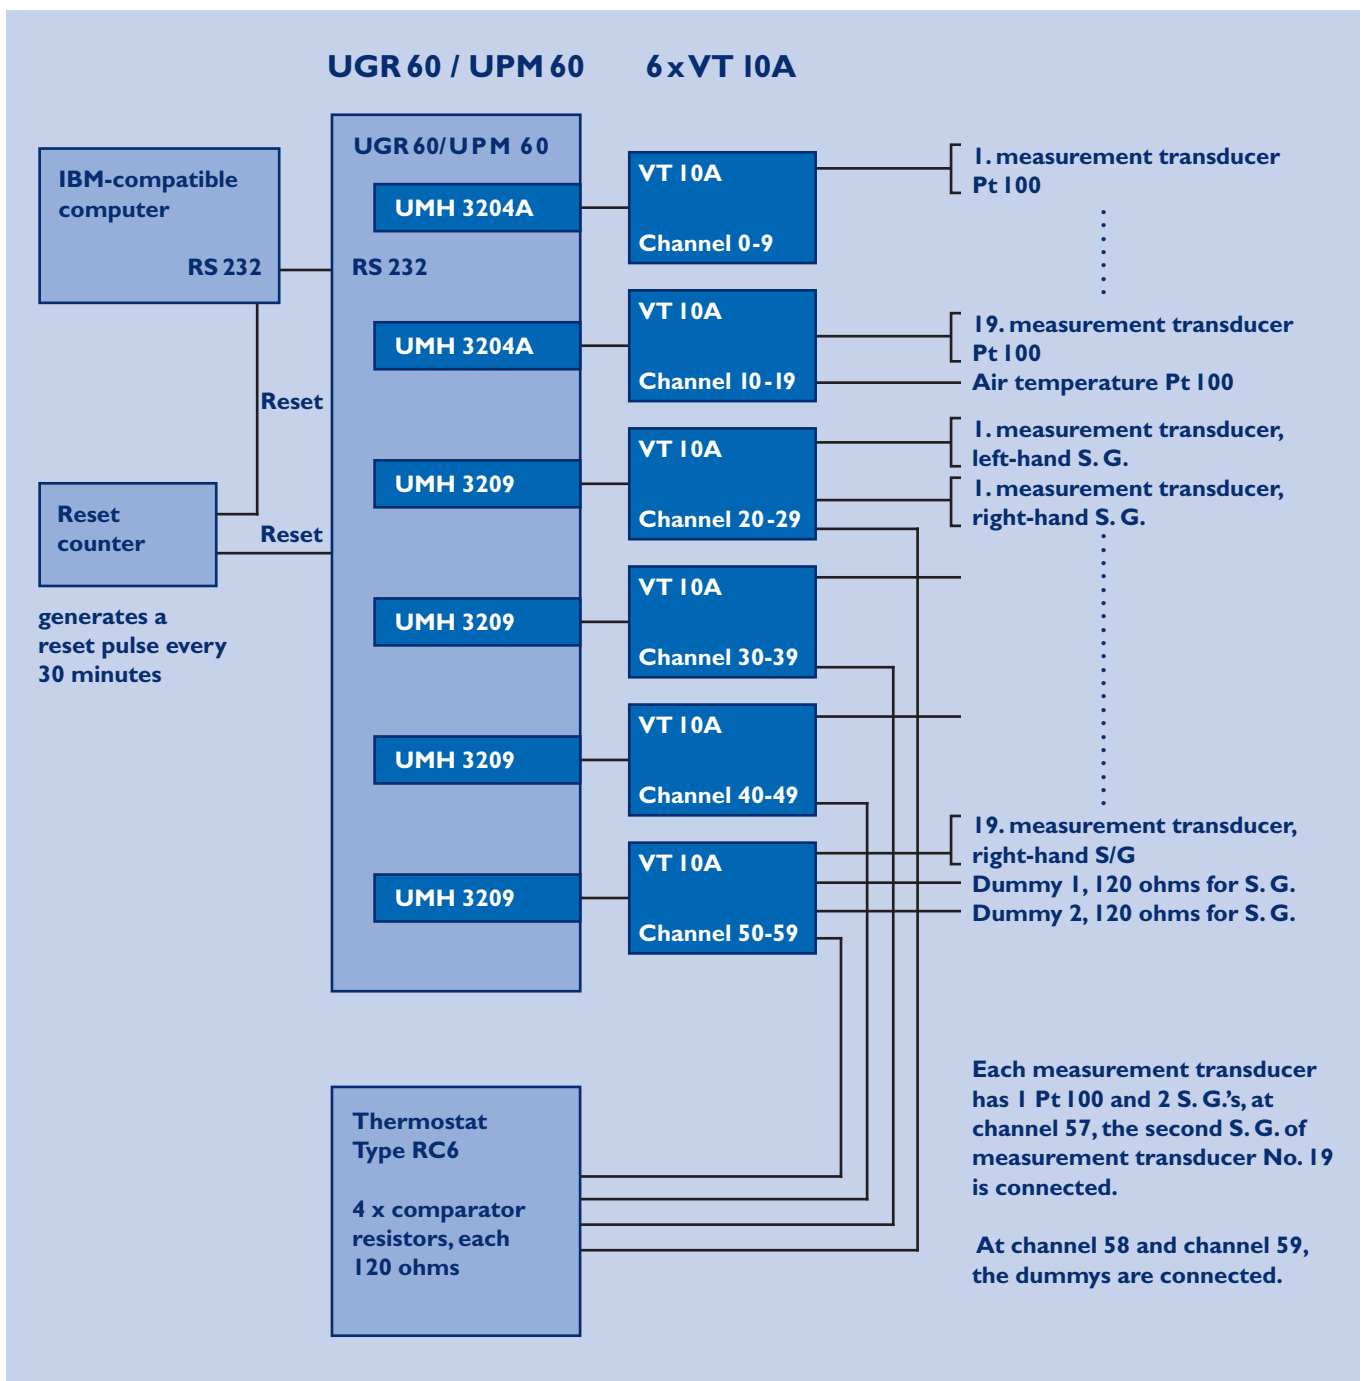 UGR 60 / UPM 60
6 x VT 10A
IBM-compatible
computer
RS 232
Reset
Reset
counter
Reset
generates a
reset pulse every
30 minutes
UGR 60/UPM 60
UMH 3204A
RS 232
UMH 3204A
UMH 3209
UMH 3209
UMH 3209
UMH 3209
VT 10A
Channel 0-9
VT 10A
Channel 10-19
VT 10A
Channel 20-29
VT 10A
Channel 30-39
VT 10A
Channel 40-49
VT 10A
Channel 50-59
1. measurement transducer
Pt 100
19. measurement transducer
Pt 100
Air temperature Pt 100
1. measurement transducer,
left-hand S. G.
1. measurement transducer,
right-hand S. G.
19. measurement transducer,
right-hand S/G
Dummy 1, 120 ohms for S. G.
Dummy 2, 120 ohms for S. G.
Thermostat
Type RC6
4 x comparator
resistors, each
120 ohms
Each measurement transducer
has 1 Pt 100 and 2 S. G.'s, at
channel 57, the second S. G. of
measurement transducer No. 19
is connected.
At channel 58 and channel 59,
the dummys are connected.